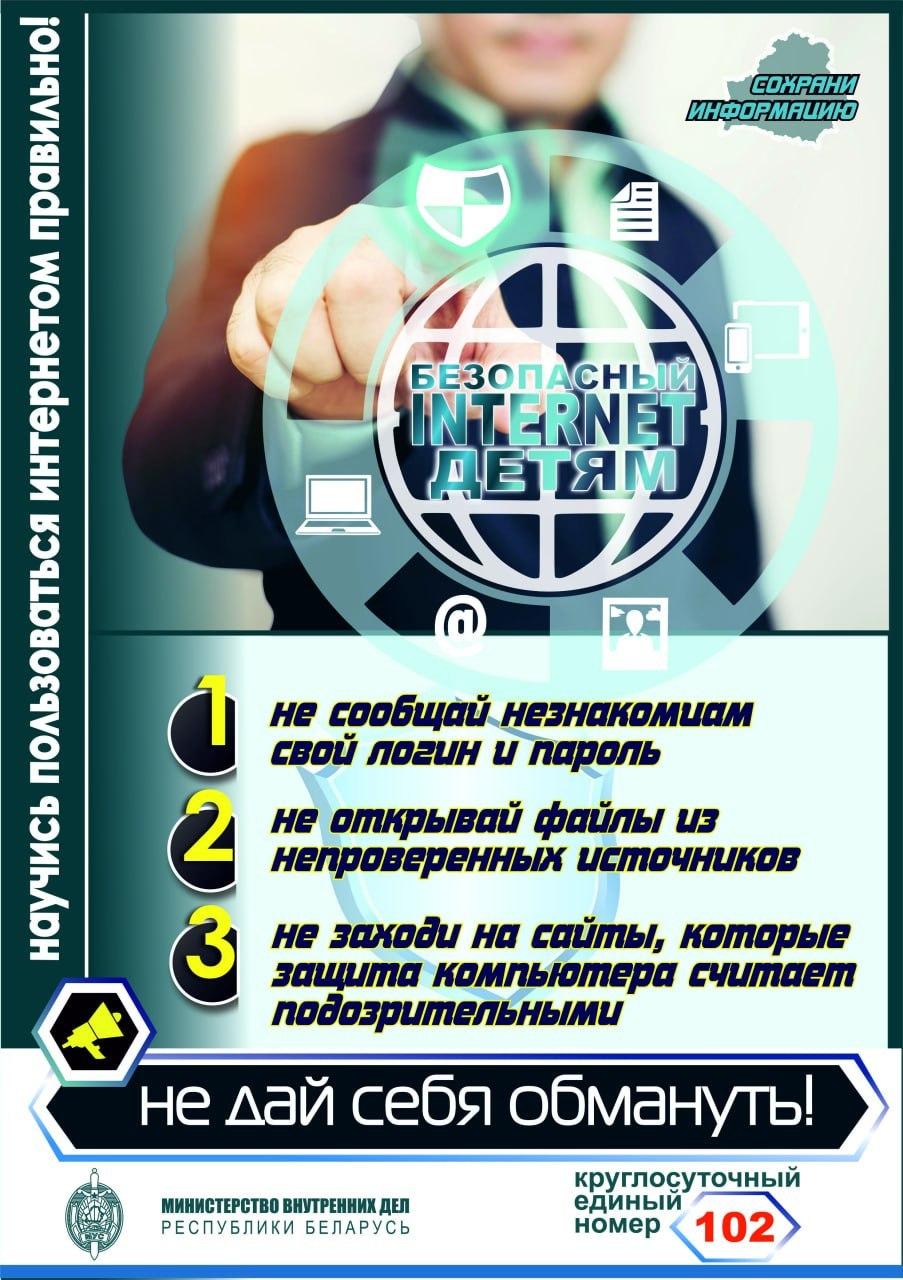 научись пользоваться интернетом правильно!
СОХРАНИ
ИНФОРМАЦИЮ
БЕЗОПАСНЫЙ
INTERNET
ДЕТЯМ
@
1
не сообщай незнакомцам
свой логин и пароль
2
не открывай файлы из
непроверенных источников
3
не заходи на сайты, которые
защита компьютера считает
подозрительными
не дай себя обмануть!
МУС
МИНИСТЕРСТВО ВНУТРЕННИХ ДЕЛ
РЕСПУБЛИКИ БЕЛАРУСЬ
круглосуточный
единый
номер 102